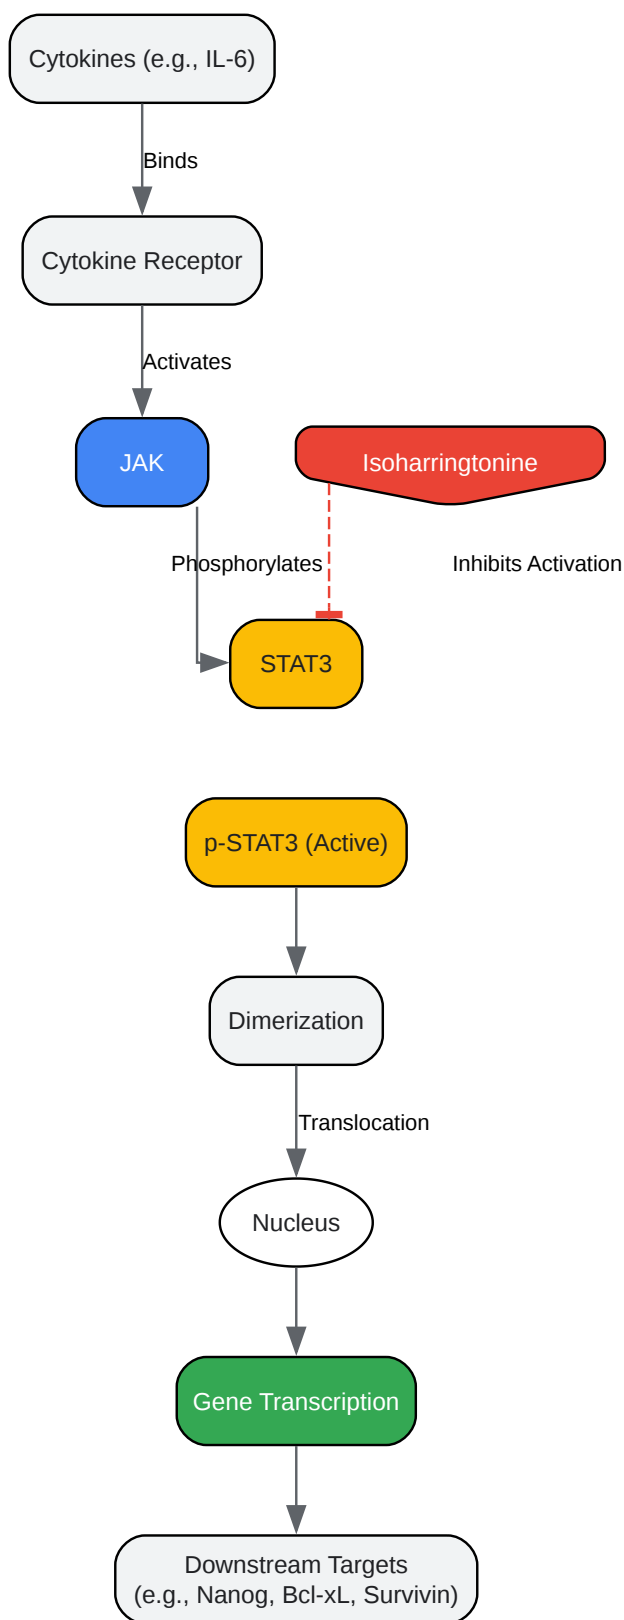 Cytokines (e.g., IL-6)
Binds
Cytokine Receptor
Activates
JAK
Isoharringtonine
Phosphorylates
Inhibits Activation
STAT3
p-STAT3 (Active)
Dimerization
Translocation
Nucleus
Gene Transcription
Downstream Targets
(e.g., Nanog, Bcl-xL, Survivin)